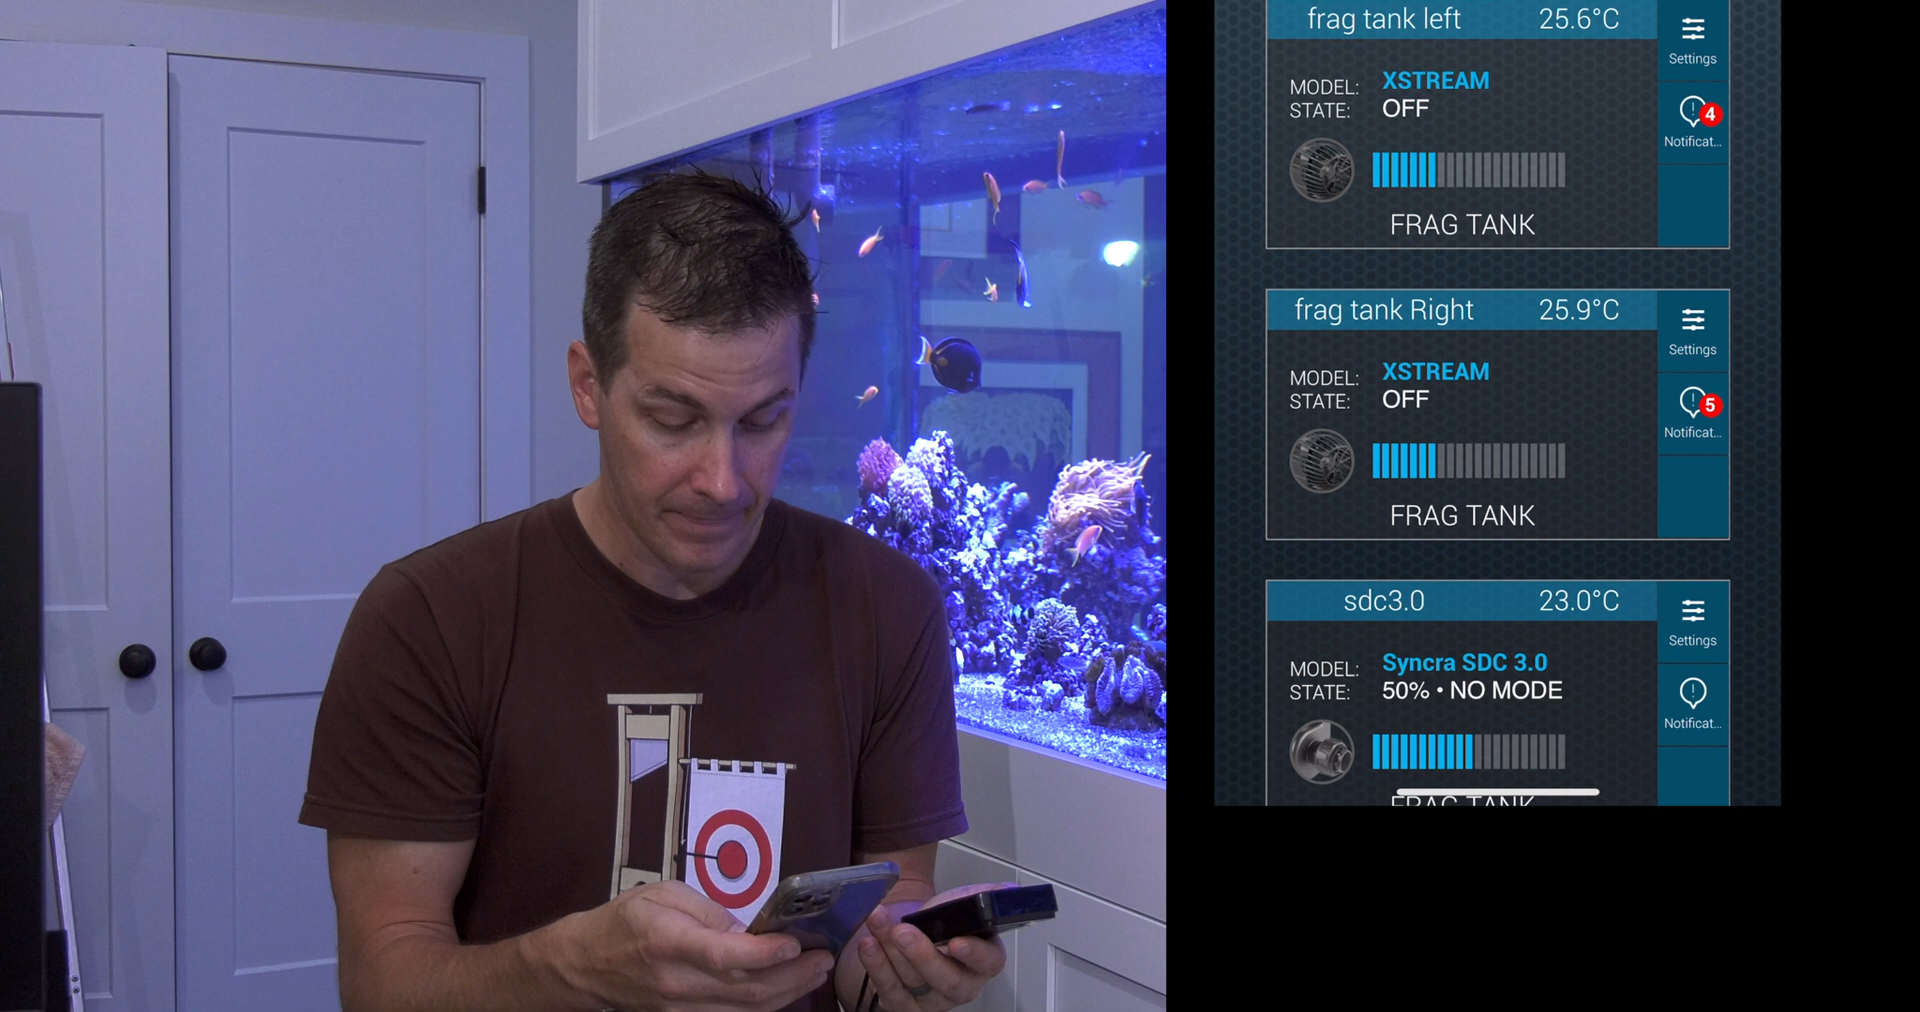 frag tank left 25.6°C
Settings
MODEL: XSTREAM
STATE: OFF
4
Notificat...
FRAG TANK
frag tank Right 25.9°C
Settings
MODEL: XSTREAM
STATE: OFF
5
Notificat...
FRAG TANK
sdc3.0 23.0°C
Settings
MODEL: Syncra SDC 3.0
STATE: 50% • NO MODE
Notificat...
FRAG TANK